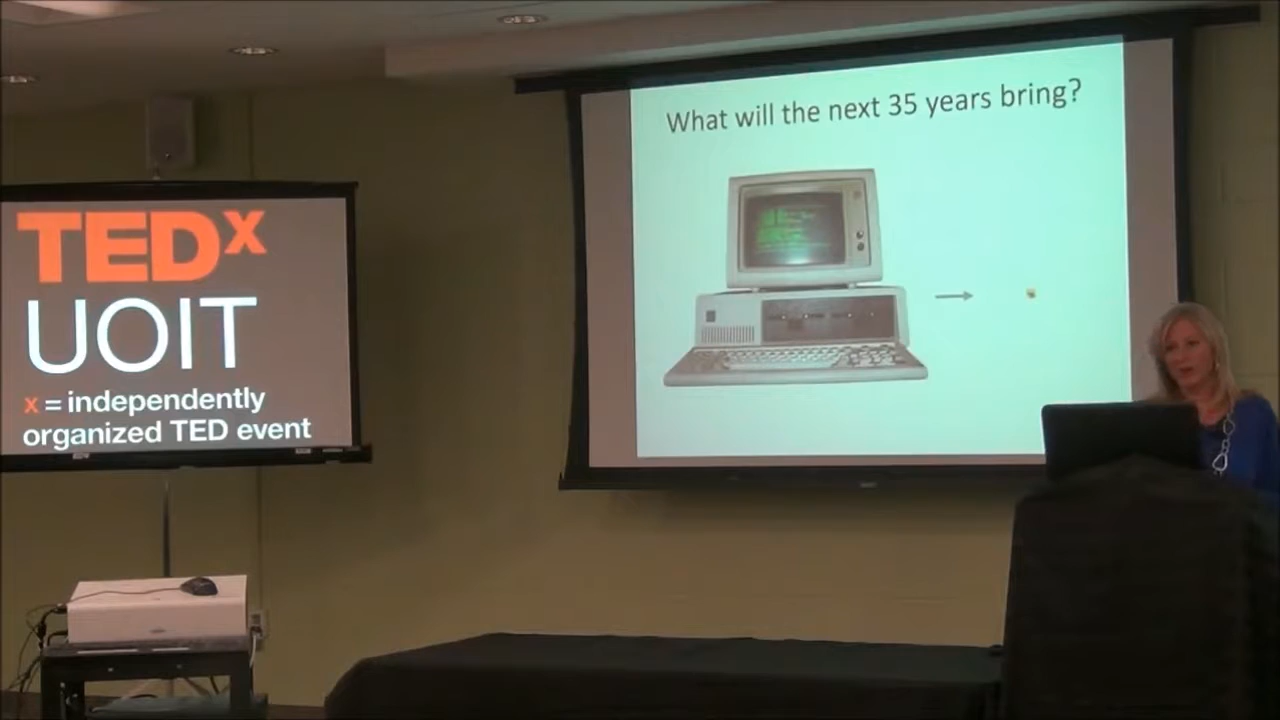 TEDx
UOIT
x = independently
organized TED event
What will the next 35 years bring?